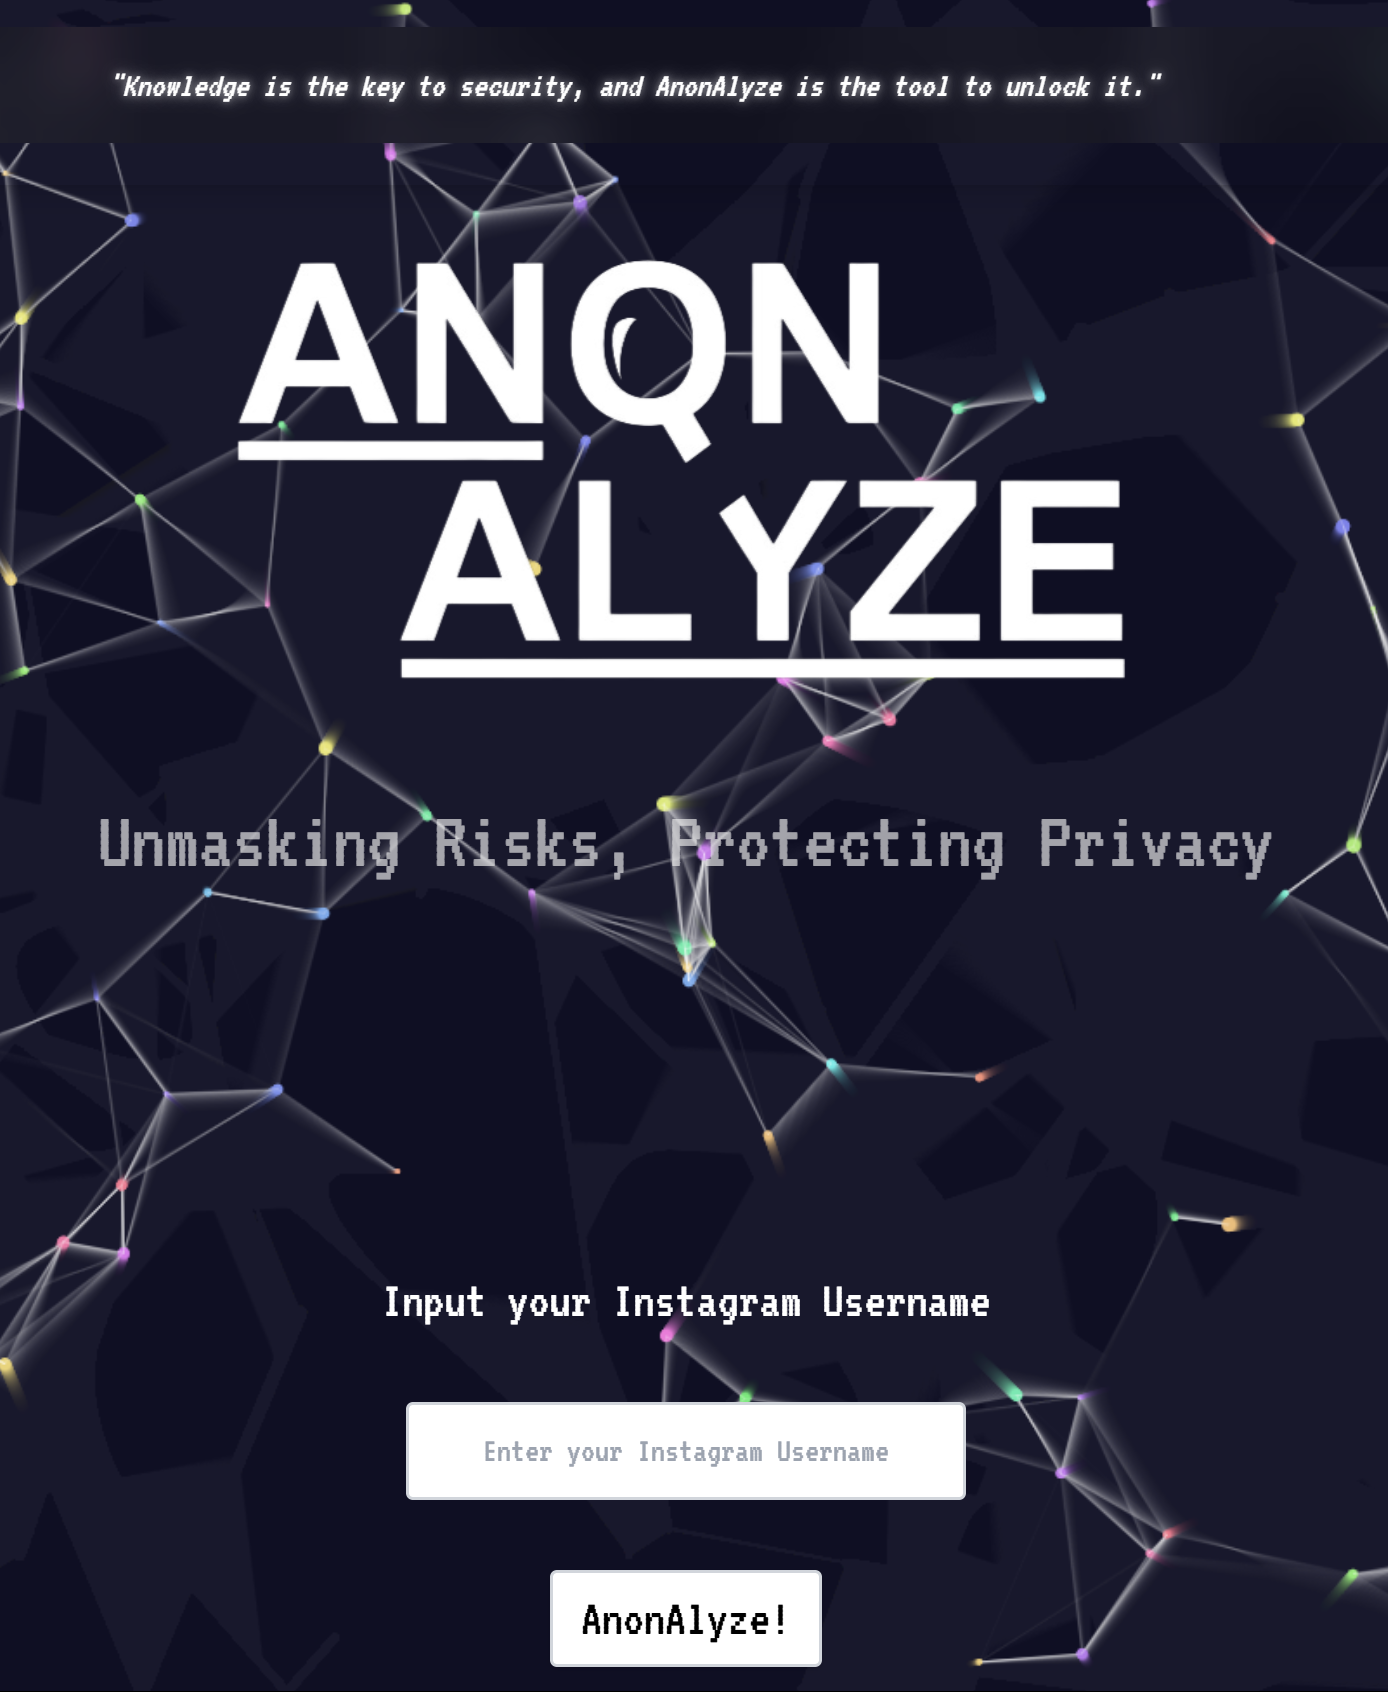 "Knowledge is the key to security, and AnonAlyze is the tool to unlock it."
ANON
ALYZE
Unmasking Risks, Protecting Privacy
Input your Instagram Username
Enter your Instagram Username
AnonAlyze!